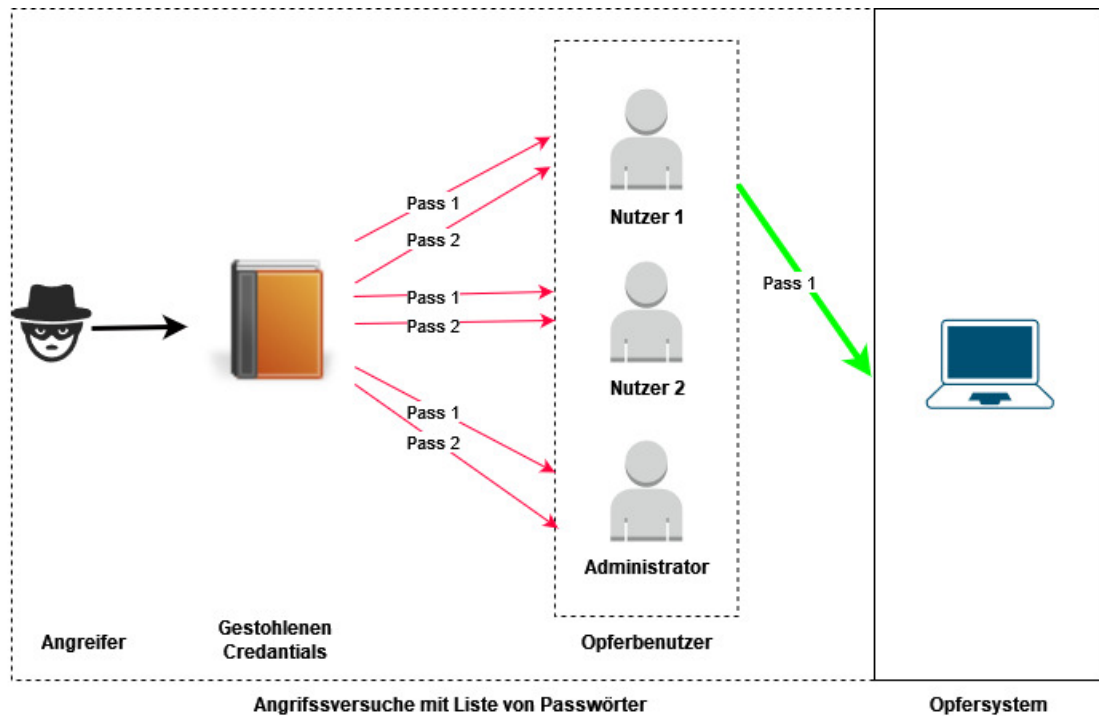 Pass 1
Pass 2
Pass 1
Pass 2
Pass 1
Pass 2
Nutzer 1
Nutzer 2
Administrator
Pass 1
Angreifer
Gestohlenen
Credantials
Opferbenutzer
Angrifssversuche mit Liste von Passwörter
Opfersystem